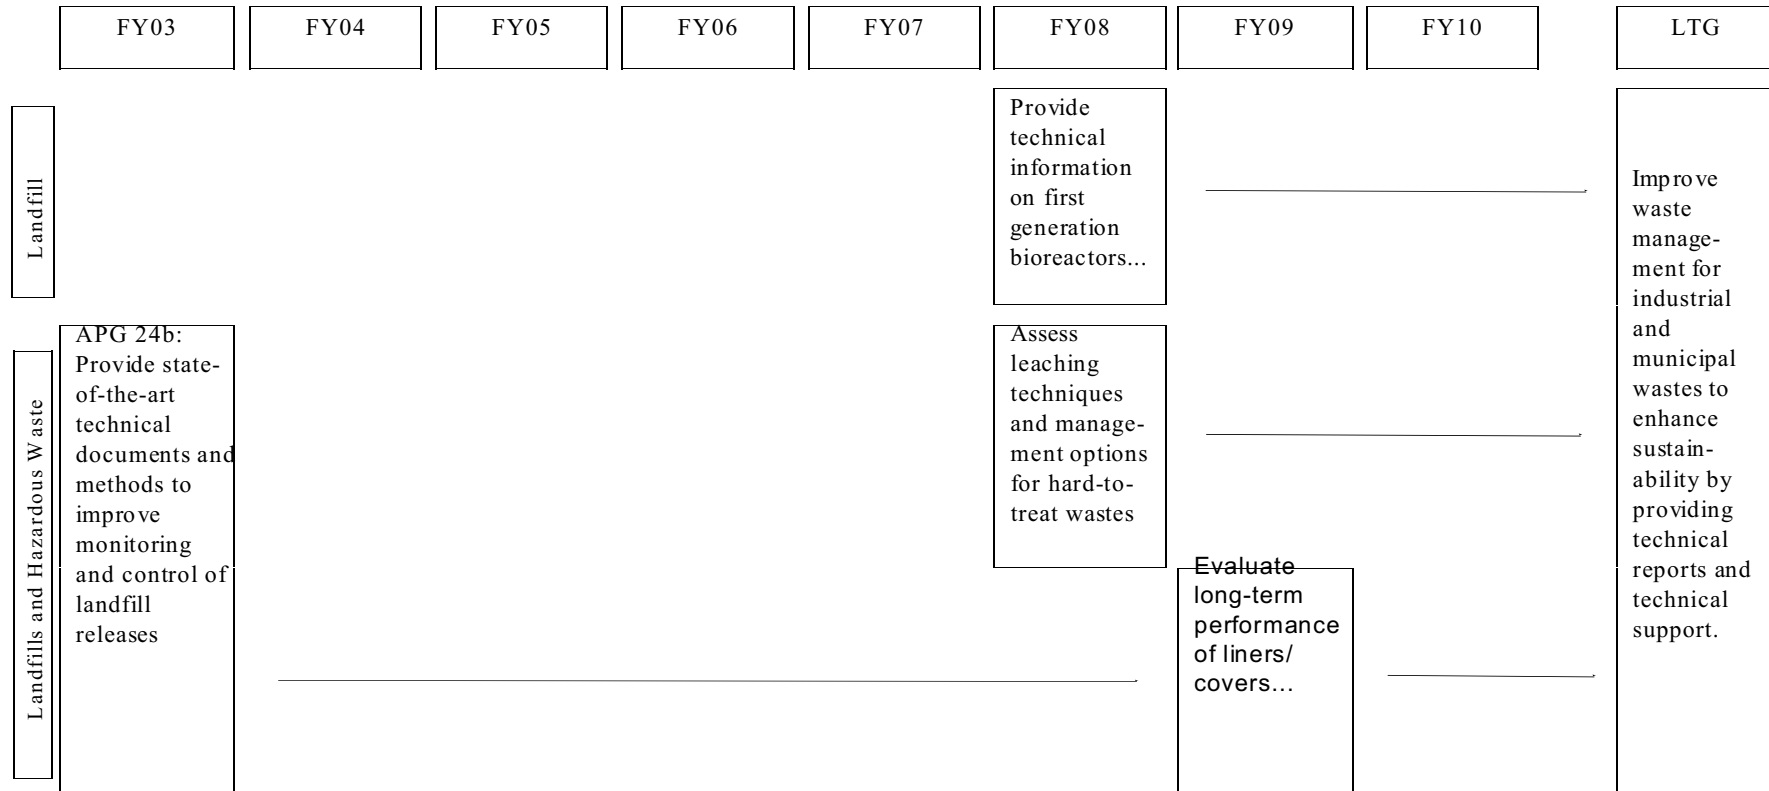 FY03
FY04
FY05
FY06
FY07
FY08
FY09
FY10
LTG
Landfill
Provide
technical
information
on first
generation
bioreactors...
Landfills and Hazardous Waste
APG 24b:
Provide state-
of-the-art
technical
documents and
methods to
improve
monitoring
and control of
landfill
releases
Assess
leaching
techniques
and manage-
ment options
for hard-to-
treat wastes
Evaluate
long-term
performance
of liners/
covers...
Improve
waste
manage-
ment for
industrial
and
municipal
wastes to
enhance
sustain-
ability by
providing
technical
reports and
technical
support.